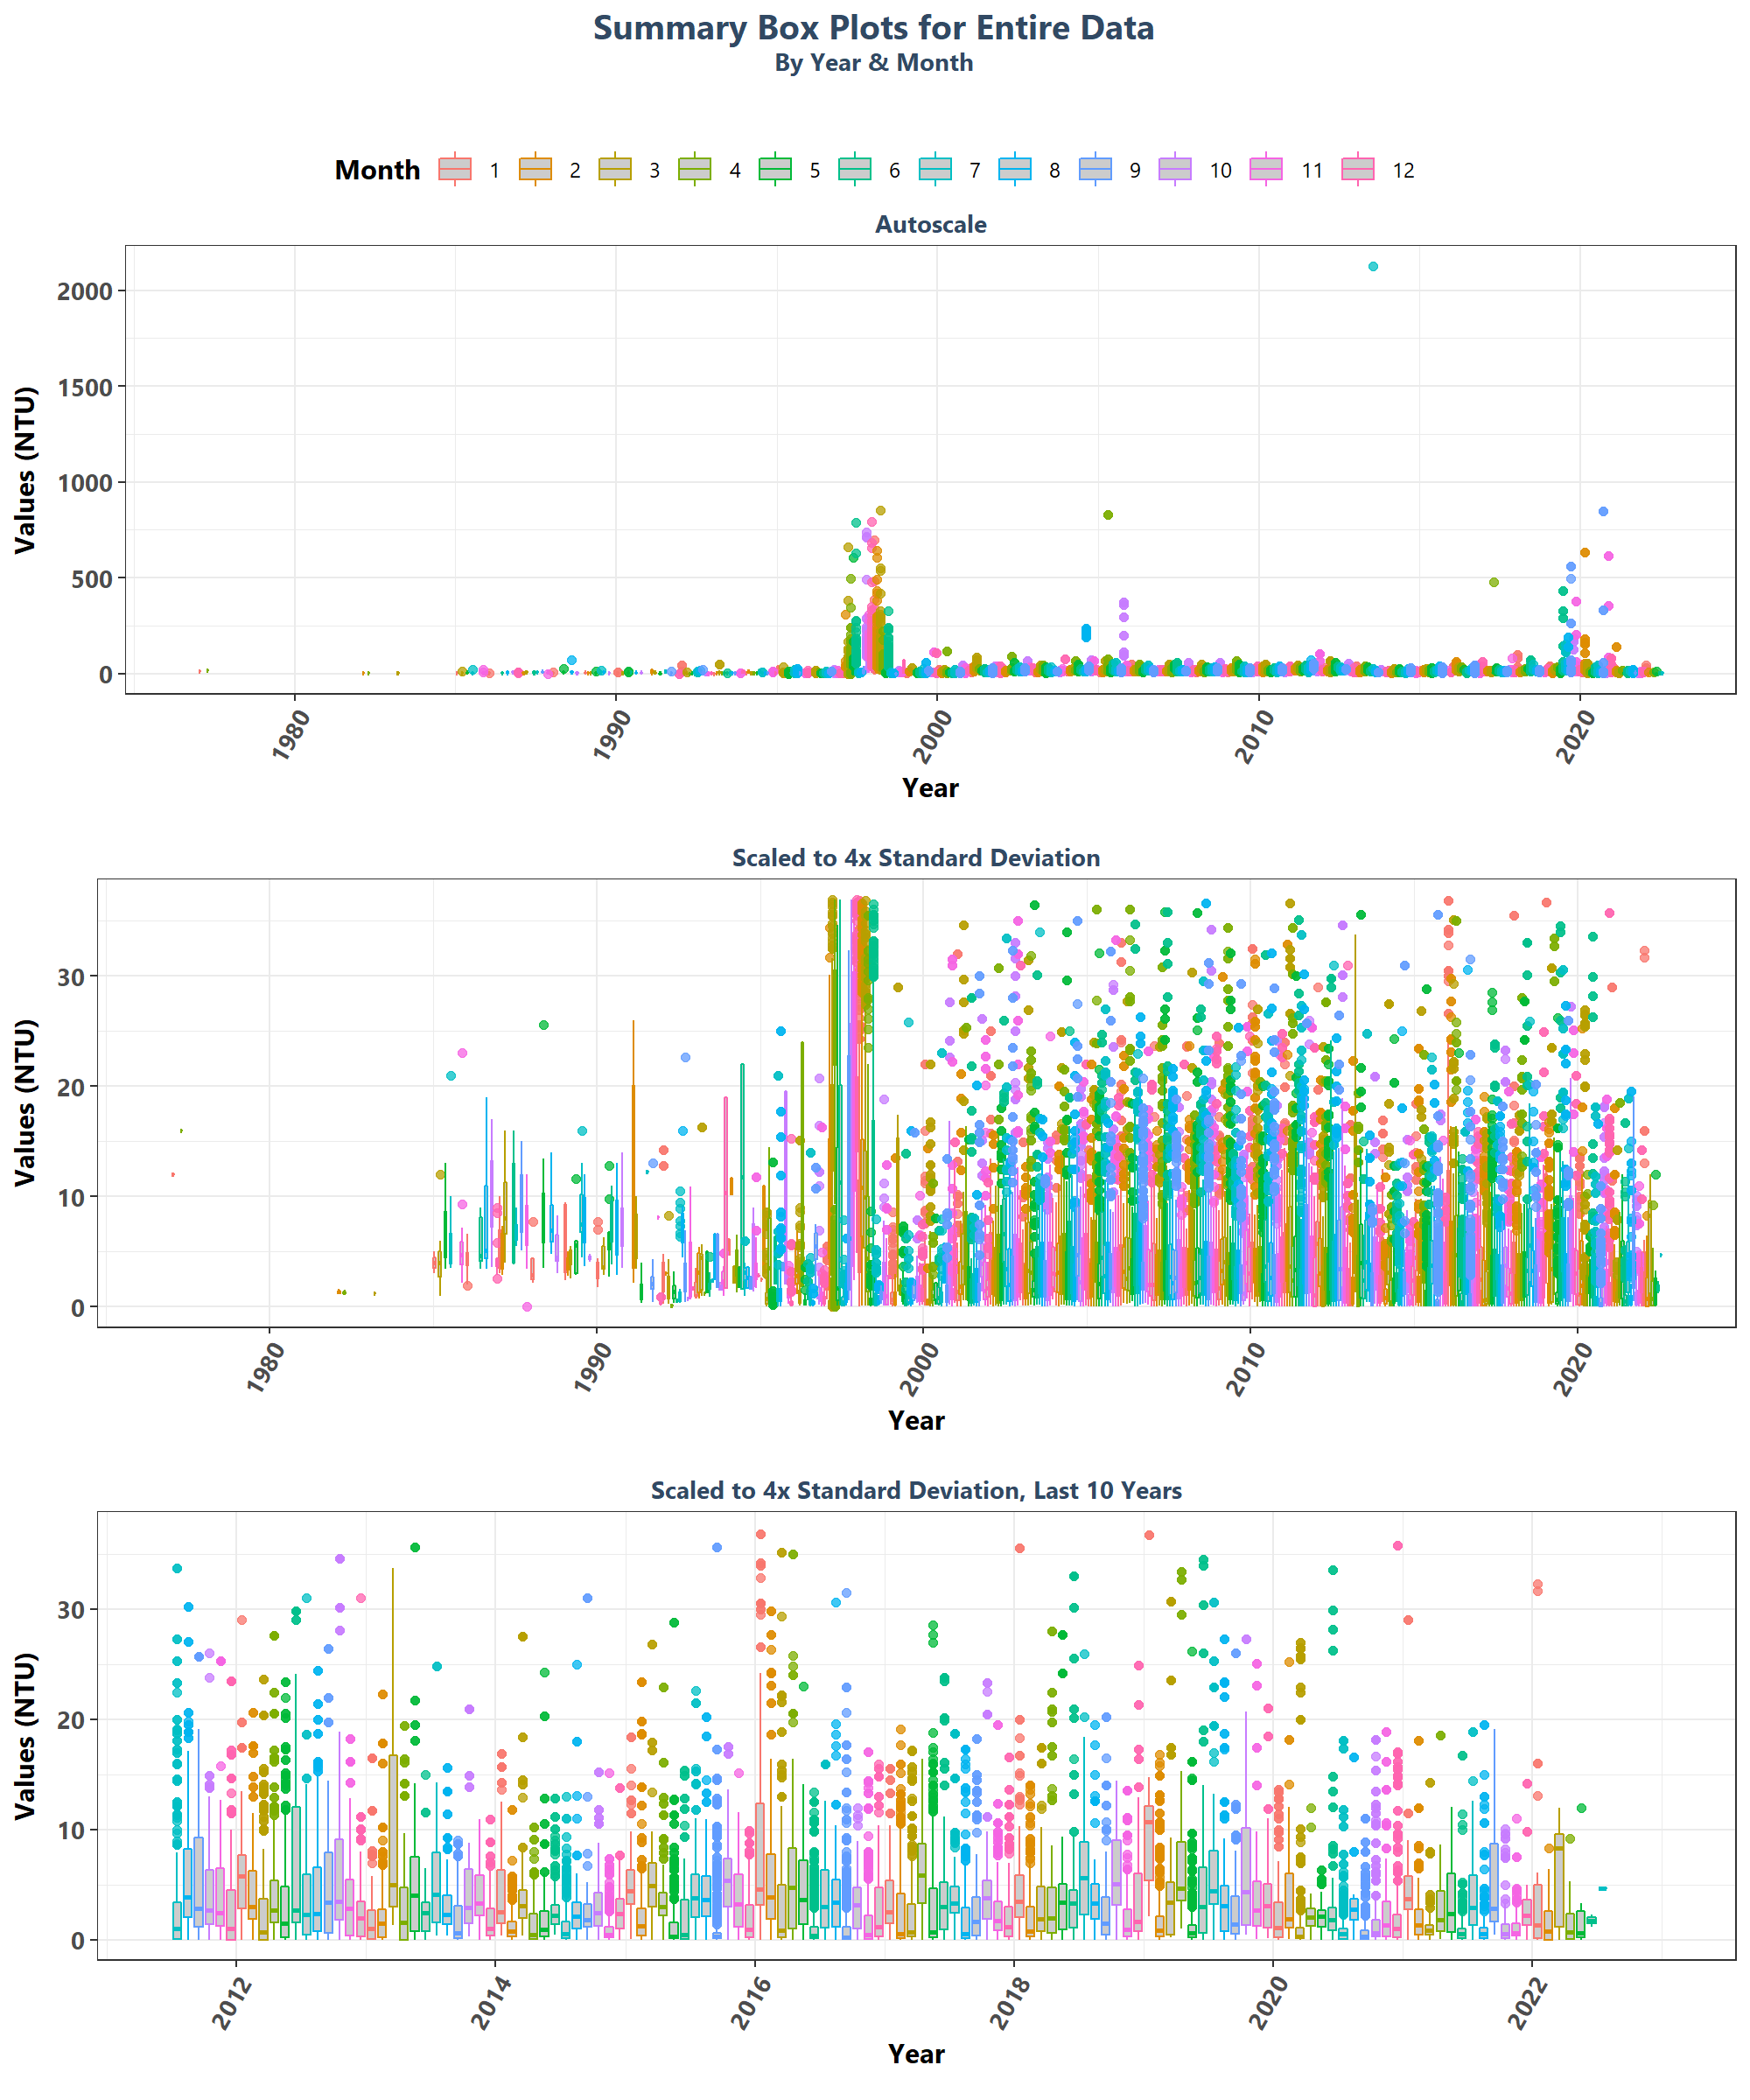 Summary Box Plots for Entire Data
By Year & Month
Month 1 2 3 4 5 6 7 8 9 10 11 12
Autoscale
Values (NTU)
2000
1500
1000
500
0
1980 1990 2000 2010 2020
Year
Scaled to 4x Standard Deviation
Values (NTU)
30
20
10
0
1980 1990 2000 2010 2020
Year
Scaled to 4x Standard Deviation, Last 10 Years
Values (NTU)
30
20
10
0
2012 2014 2016 2018 2020 2022
Year